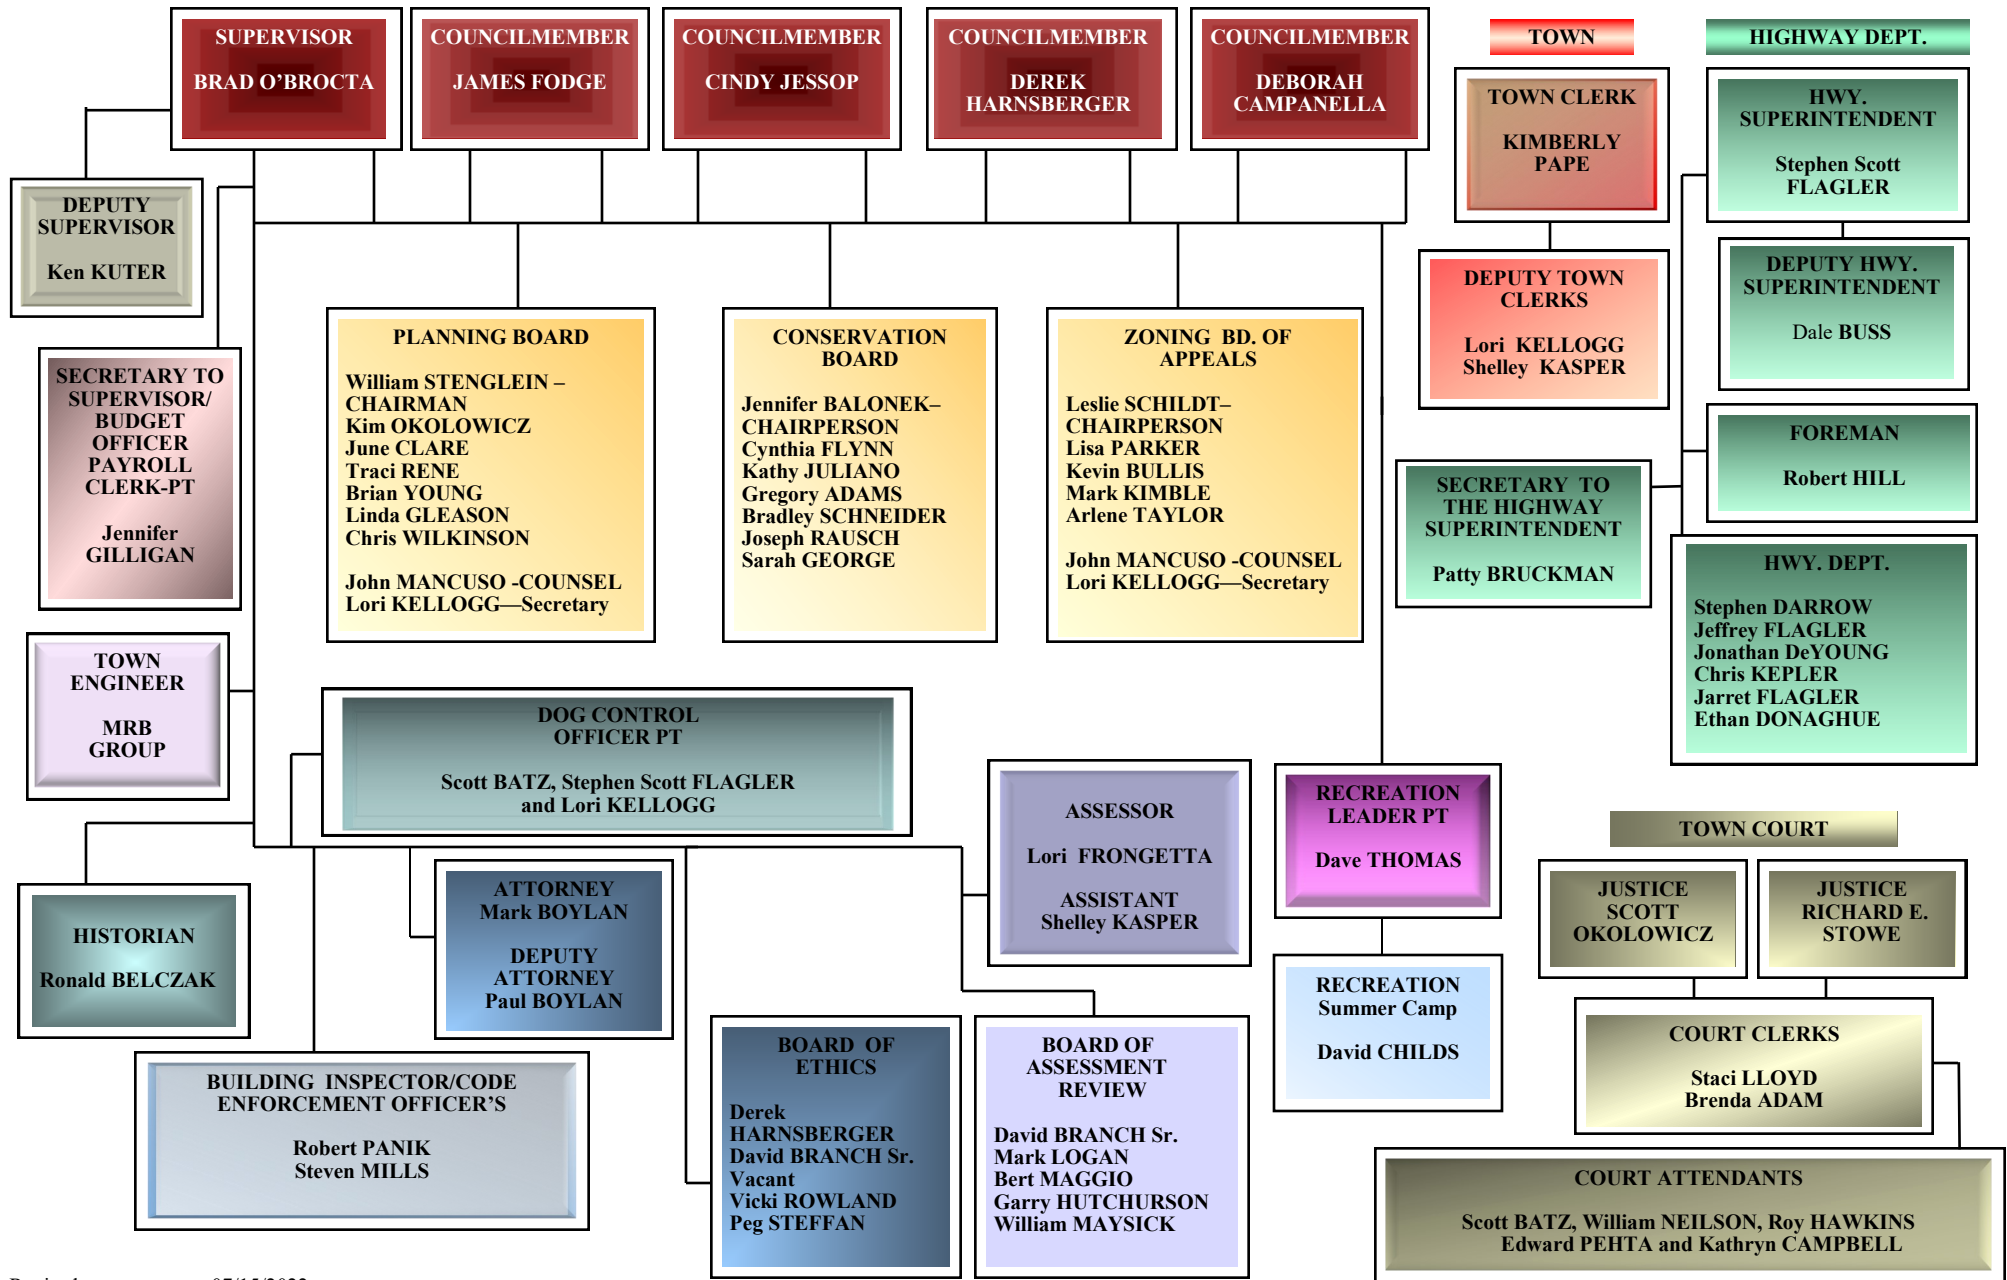 SUPERVISOR
BRAD O’BROCTA
COUNCILMEMBER
JAMES FODGE
COUNCILMEMBER
CINDY JESSOP
COUNCILMEMBER
DEREK
HARNSBERGER
COUNCILMEMBER
DEBORAH
CAMPANELLA
TOWN
HIGHWAY DEPT.
TOWN CLERK
KIMBERLY
PAPE
HWY.
SUPERINTENDENT
Stephen Scott
FLAGLER
DEPUTY
SUPERVISOR
Ken KUTER
DEPUTY TOWN
CLERKS
Lori KELLOGG
Shelley KASPER
DEPUTY HWY.
SUPERINTENDENT
Dale BUSS
SECRETARY TO
SUPERVISOR/
BUDGET
OFFICER
PAYROLL
CLERK-PT
Jennifer
GILLIGAN
PLANNING BOARD
William STENGLEIN –
CHAIRMAN
Kim OKOLOWICZ
June CLARE
Traci RENE
Brian YOUNG
Linda GLEASON
Chris WILKINSON
John MANCUSO -COUNSEL
Lori KELLOGG—Secretary
CONSERVATION
BOARD
Jennifer BALONEK–
CHAIRPERSON
Cynthia FLYNN
Kathy JULIANO
Gregory ADAMS
Bradley SCHNEIDER
Joseph RAUSCH
Sarah GEORGE
ZONING BD. OF
APPEALS
Leslie SCHILDT–
CHAIRPERSON
Lisa PARKER
Kevin BULLIS
Mark KIMBLE
Arlene TAYLOR
John MANCUSO -COUNSEL
Lori KELLOGG—Secretary
FOREMAN
Robert HILL
SECRETARY TO
THE HIGHWAY
SUPERINTENDENT
Patty BRUCKMAN
HWY. DEPT.
Stephen DARROW
Jeffrey FLAGLER
Jonathan DeYOUNG
Chris KEPLER
Jarret FLAGLER
Ethan DONAGHUE
TOWN
ENGINEER
MRB
GROUP
DOG CONTROL
OFFICER PT
Scott BATZ, Stephen Scott FLAGLER
and Lori KELLOGG
ASSESSOR
Lori FRONGETTA
ASSISTANT
Shelley KASPER
RECREATION
LEADER PT
Dave THOMAS
TOWN COURT
JUSTICE
SCOTT
OKOLOWICZ
JUSTICE
RICHARD E.
STOWE
HISTORIAN
Ronald BELCZAK
ATTORNEY
Mark BOYLAN
DEPUTY
ATTORNEY
Paul BOYLAN
RECREATION
Summer Camp
David CHILDS
COURT CLERKS
Staci LLOYD
Brenda ADAM
BUILDING INSPECTOR/CODE
ENFORCEMENT OFFICER’S
Robert PANIK
Steven MILLS
BOARD OF
ETHICS
Derek
HARNSBERGER
David BRANCH Sr.
Vacant
Vicki ROWLAND
Peg STEFFAN
BOARD OF
ASSESSMENT
REVIEW
David BRANCH Sr.
Mark LOGAN
Bert MAGGIO
Garry HUTCHURSON
William MAYSICK
COURT ATTENDANTS
Scott BATZ, William NEILSON, Roy HAWKINS
Edward PEHTA and Kathryn CAMPBELL
07/15/2022